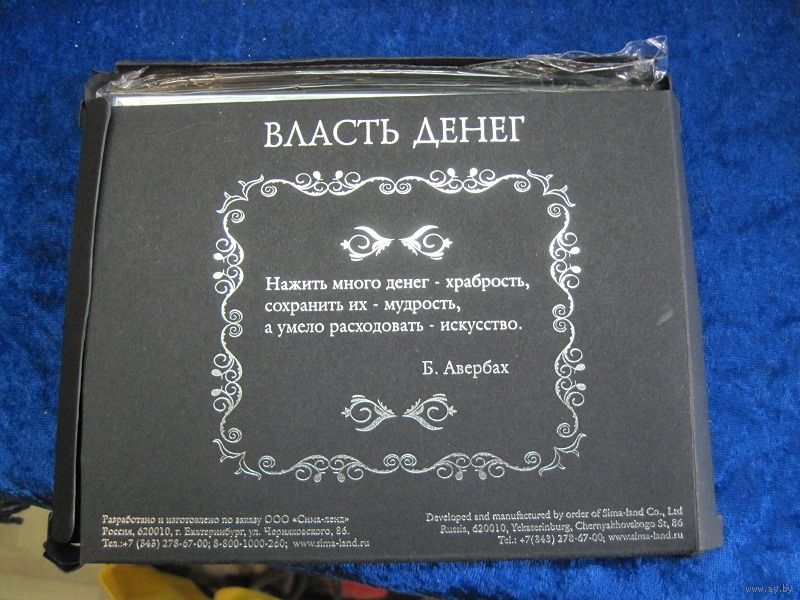 ВЛАСТЬ ДЕНЕГ
Нажить много денег - храбрость,
сохранить их - мудрость,
а умело расходовать - искусство.
Б. Авербах
Разработано и изготовлено по заказу ООО «Сима-ленд»
Россия, 620010, г. Екатеринбург, ул. Черняховского, 86.
Тел.:+7 (343) 278-67-00; 8-800-1000-260; www.sima-land.ru
Developed and manufactured by order of Sima-land Co., Ltd
Russia, 620010, Yekaterinburg, Chernyakhovskogo St, 86
Tel.: +7(343) 278-67-00; www.sima-land.ru
www.ay.by